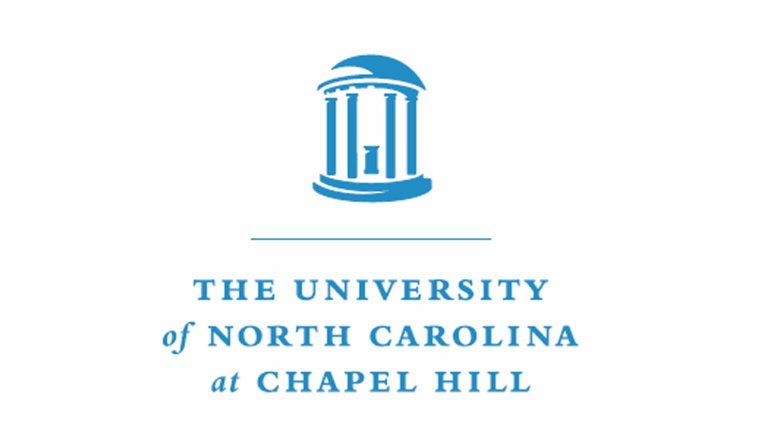 THE UNIVERSITY
of NORTH CAROLINA
at CHAPEL HILL